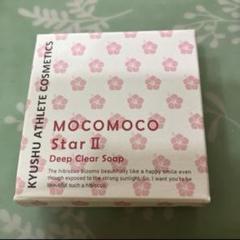 KYUSHU ATHLETE COSMETICS
MOCOMOCO
Star II
Deep Clear Soap
The hibiscus blooms beautifully like a happy smile even
though exposed to the strong sunlight. So, I want you to be
beautiful such a hibiscus.